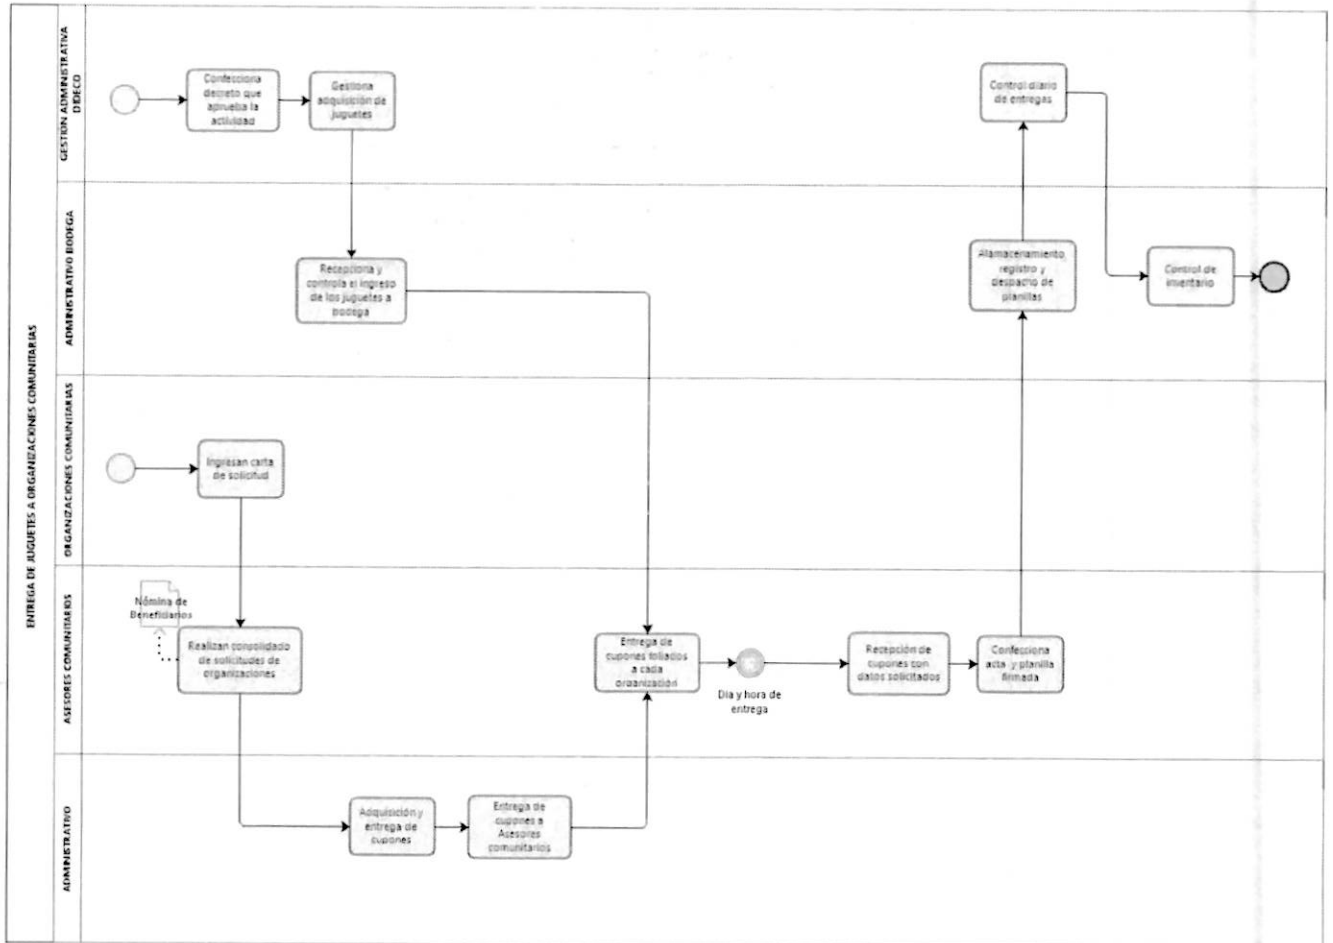 ENTREGA DE JUGUETES A ORGANIZACIONES COMUNITARIAS
GESTIÓN ADMINISTRATIVA
DIDECO
Confecciona
decreto que
aprueba la
actividad
Gestiona
adquisición de
juguetes
Control diario
de entregas
ADMINISTRATIVO BODEGA
Recepciona y
controla el ingreso
de los juguetes a
bodega
Alamacenamiento,
registro y
despacho de
planillas
Control de
inventario
ORGANIZACIONES COMUNITARIAS
Ingresan carta
de solicitud
ASESORES COMUNITARIOS
Nómina de
Beneficiarios
Realizan consolidado
de solicitudes de
organizaciones
Entrega de
cupones foliados
a cada
organización
Dia y hora de
entrega
Recepción de
cupones con
datos solicitados
Confecciona
acta y planilla
firmada
ADMINISTRATIVO
Adquisición y
entrega de
cupones
Entrega de
cupones a
Asesores
comunitarios